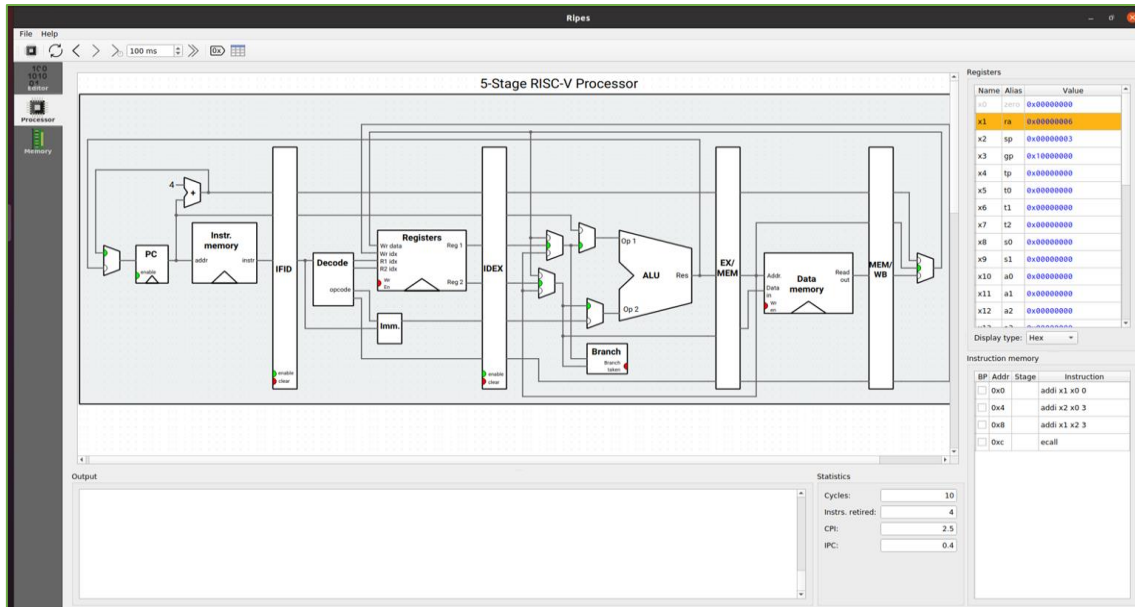 Ripes
File Help
100 ms
0x
Editor
Processor
Memory
5-Stage RISC-V Processor
4
+
PC
enable
Instr.
memory
addr
instr
IFID
enable
clear
Decode
opcode
Registers
Wr data
Wr idx
R1 idx
R2 idx
Wr
En
Reg 1
Reg 2
Imm.
IDEX
enable
clear
Op 1
Op 2
ALU
Res
Branch
Branch
taken
EX/
MEM
Addr.
Data
in
Wr
en
Data
memory
Read
out
MEM/
WB
Registers
Name Alias Value
x0 zero 0x00000000
x1 ra 0x00000006
x2 sp 0x00000003
x3 gp 0x10000000
x4 tp 0x00000000
x5 t0 0x00000000
x6 t1 0x00000000
x7 t2 0x00000000
x8 s0 0x00000000
x9 s1 0x00000000
x10 a0 0x00000000
x11 a1 0x00000000
x12 a2 0x00000000
Display type: Hex
Instruction memory
BP Addr Stage Instruction
0x0 addi x1 x0 0
0x4 addi x2 x0 3
0x8 addi x1 x2 3
0xc ecall
Output
Statistics
Cycles: 10
Instrs. retired: 4
CPI: 2.5
IPC: 0.4